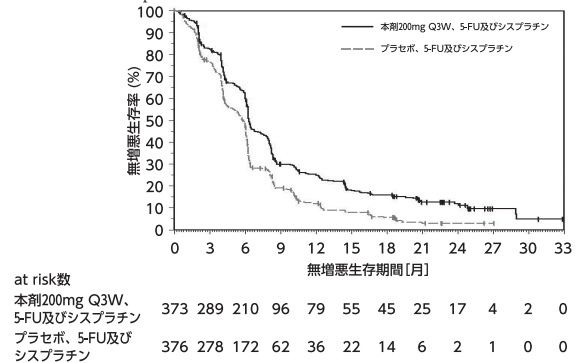 100
90
80
70
60
50
40
30
20
10
0
無増悪生存率 (%)
本剤200mg Q3W、5-FU及びシスプラチン
プラセボ、5-FU及びシスプラチン
0 3 6 9 12 15 18 21 24 27 30 33
無増悪生存期間[月]
at risk数
本剤200mg Q3W、
5-FU及びシスプラチン
373 289 210 96 79 55 45 25 17 4 2 0
プラセボ、5-FU及び
シスプラチン
376 278 172 62 36 22 14 6 2 1 0 0